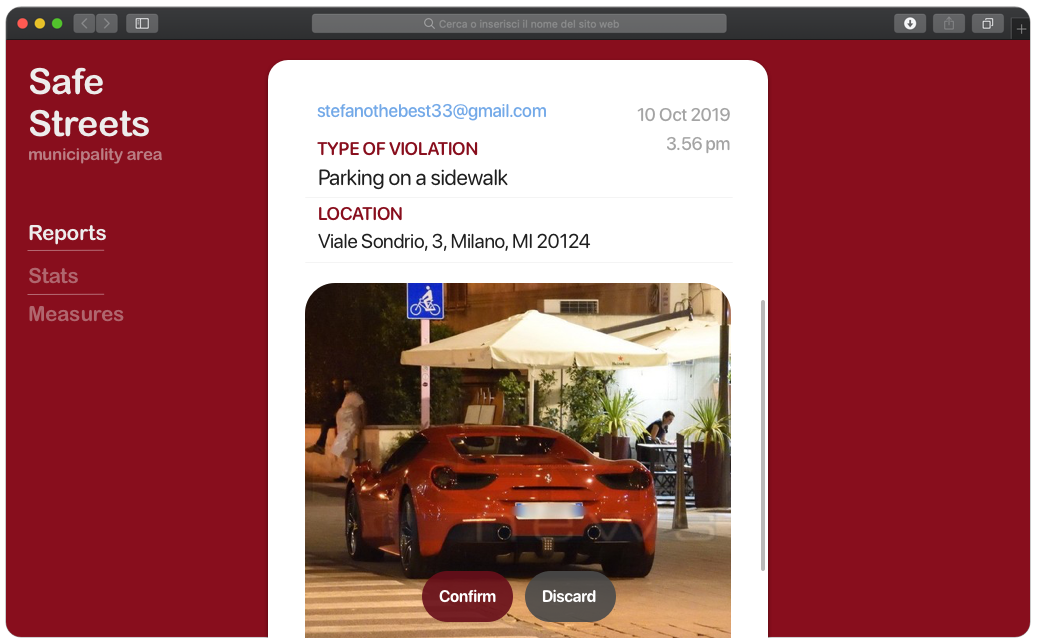 Cerca o inserisci il nome del sito web
Safe
Streets
municipality area
Reports
Stats
Measures
stefanothebest33@gmail.com
10 Oct 2019
3.56 pm
TYPE OF VIOLATION
Parking on a sidewalk
LOCATION
Viale Sondrio, 3, Milano, MI 20124
news
Confirm
Discard